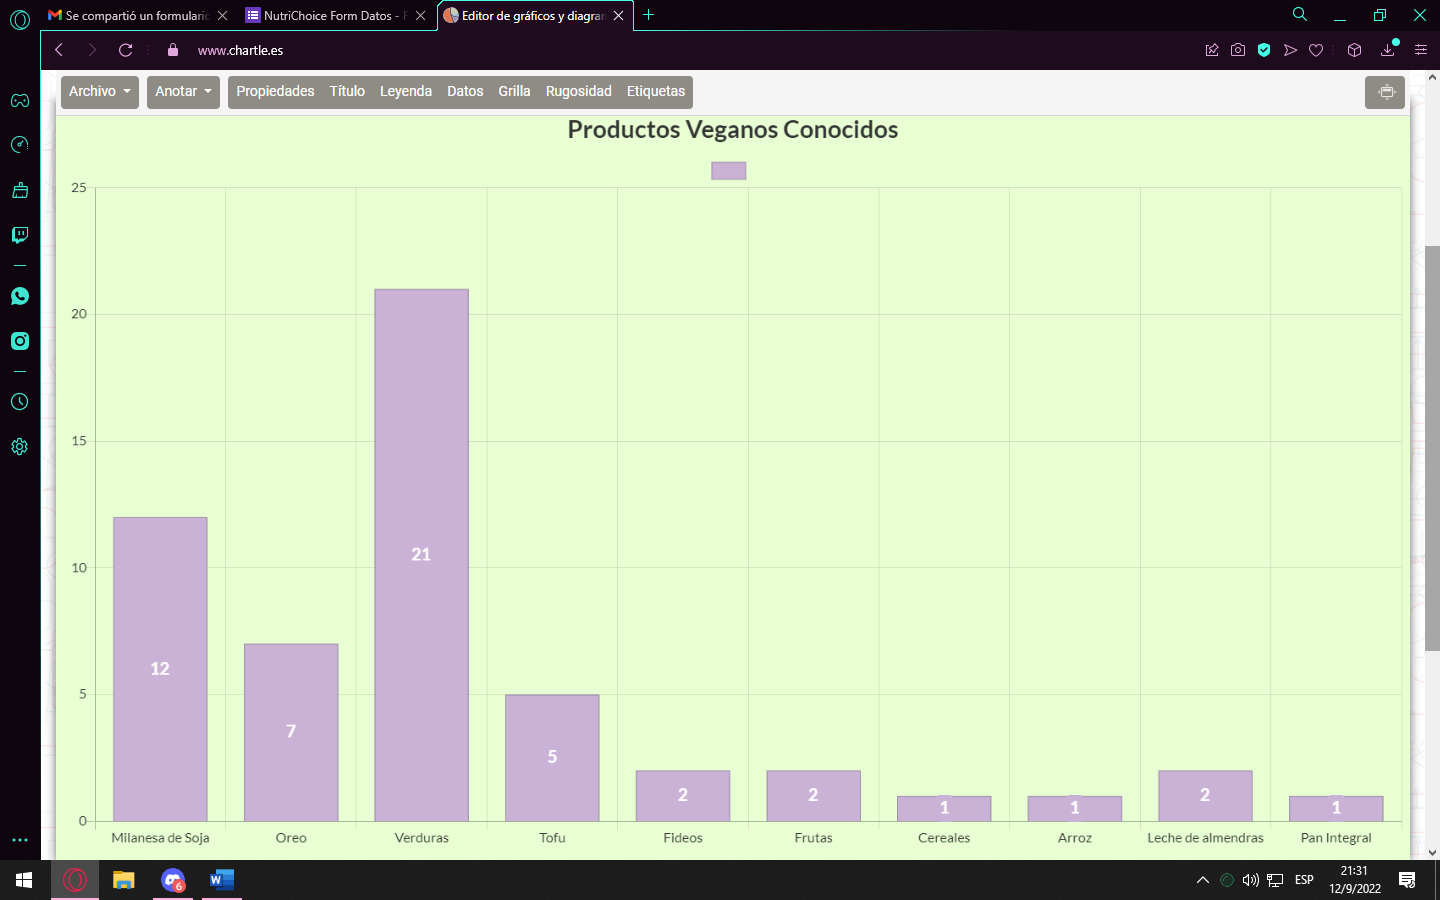 Se compartió un formulario
NutriChoice Form Datos -
Editor de gráficos y diagram
www.chartle.es
Archivo Anotar Propiedades Título Leyenda Datos Grilla Rugosidad Etiquetas
Productos Veganos Conocidos
25
20
15
10
5
0
12
7
21
5
2
2
1
1
2
1
Milanesa de Soja Oreo Verduras Tofu Fideos Frutas Cereales Arroz Leche de almendras Pan Integral
6
W
ESP
21:31
12/9/2022